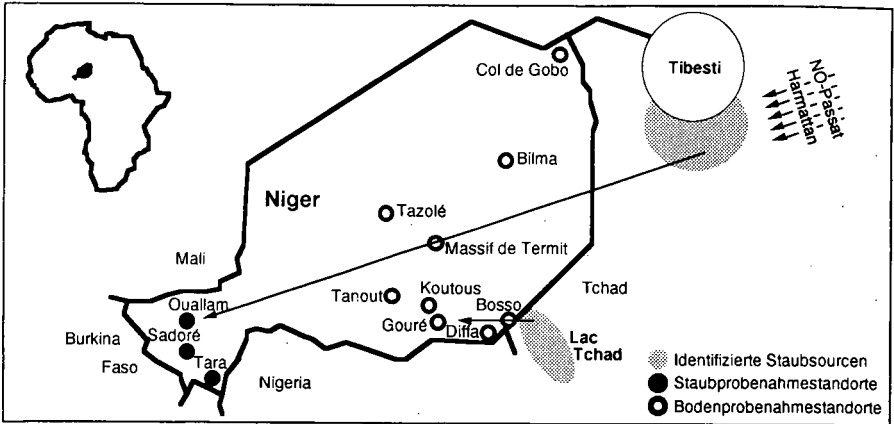 Col de Gobo
Tibesti
NO-Passat
Harmattan
Bilma
Niger
Tazolé
Massif de Termit
Mali
Tchad
Tanout
Koutous
Bosso
Ouallam
Gouré
Diffa
Burkina
Faso
Sadoré
Tara
Nigeria
Lac
Tchad
Identifizierte Staubsourcen
Staubprobenahmestandorte
Bodenprobenahmestandorte